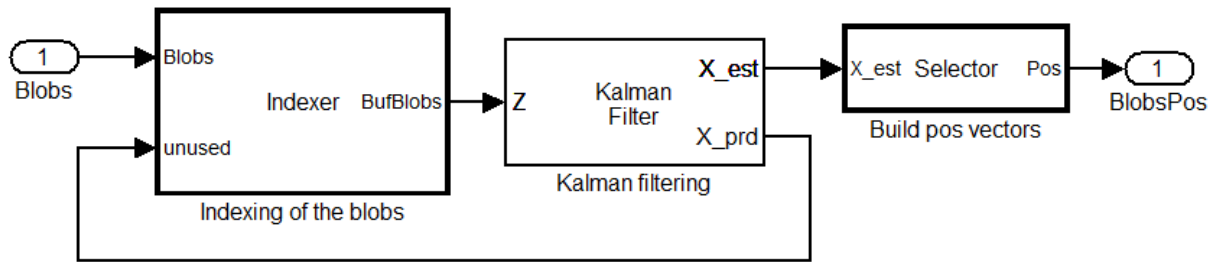 1
Blobs
Blobs
unused
Indexer
BufBlobs
Indexing of the blobs
Z
Kalman
Filter
X_est
X_prd
Kalman filtering
X_est
Selector
Pos
Build pos vectors
1
BlobsPos